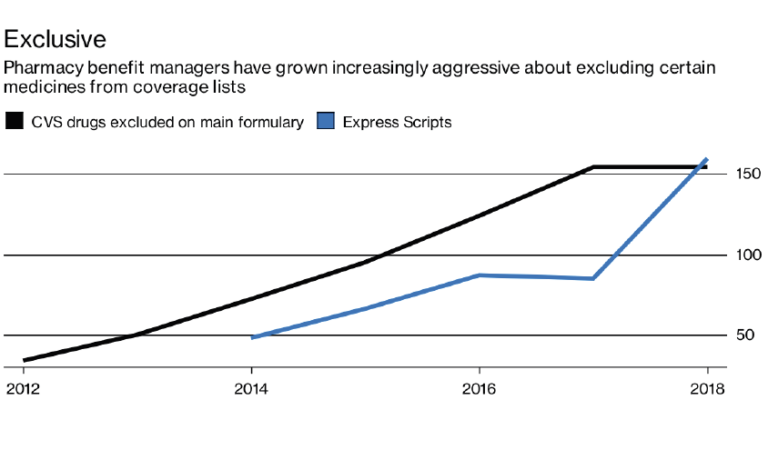 Exclusive
Pharmacy benefit managers have grown increasingly aggressive about excluding certain
medicines from coverage lists
CVS drugs excluded on main formulary Express Scripts
150
100
50
2012 2014 2016 2018